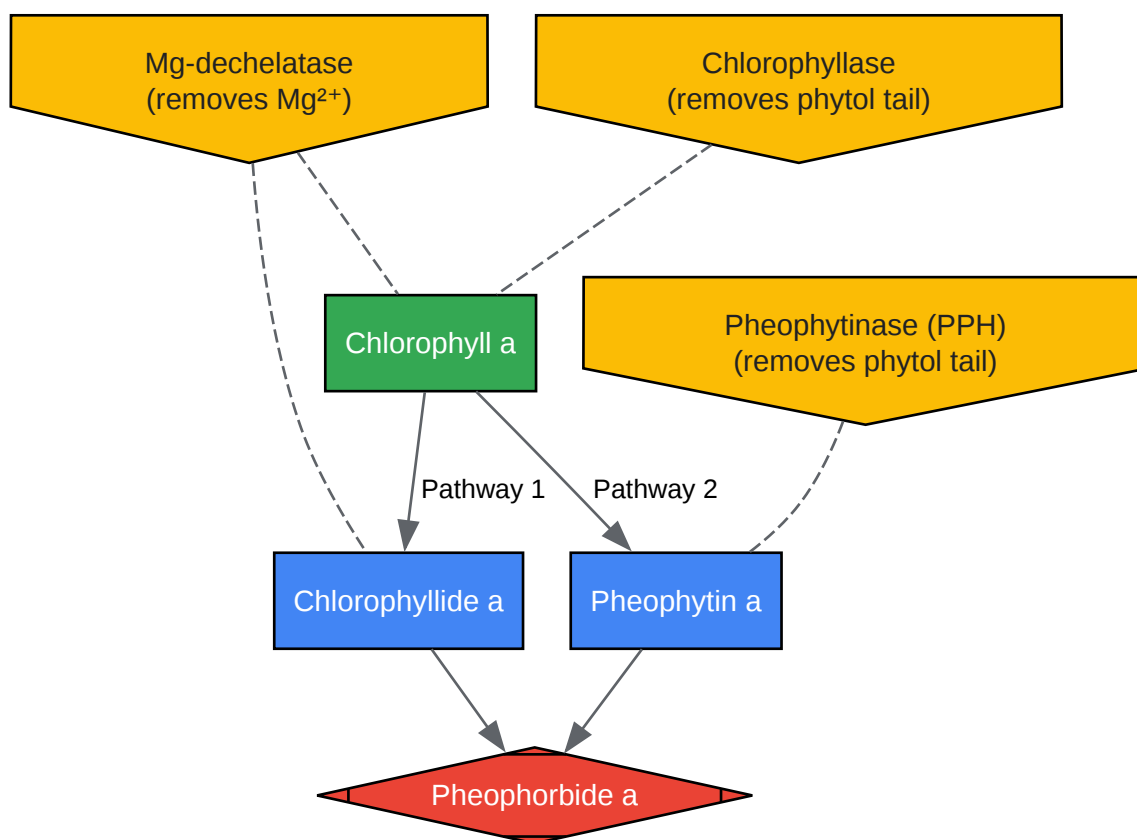 Mg-dechelatase
(removes Mg²⁺)
Chlorophyllase
(removes phytol tail)
Chlorophyll a
Pheophytinase (PPH)
(removes phytol tail)
Pathway 1
Pathway 2
Chlorophyllide a
Pheophytin a
Pheophorbide a